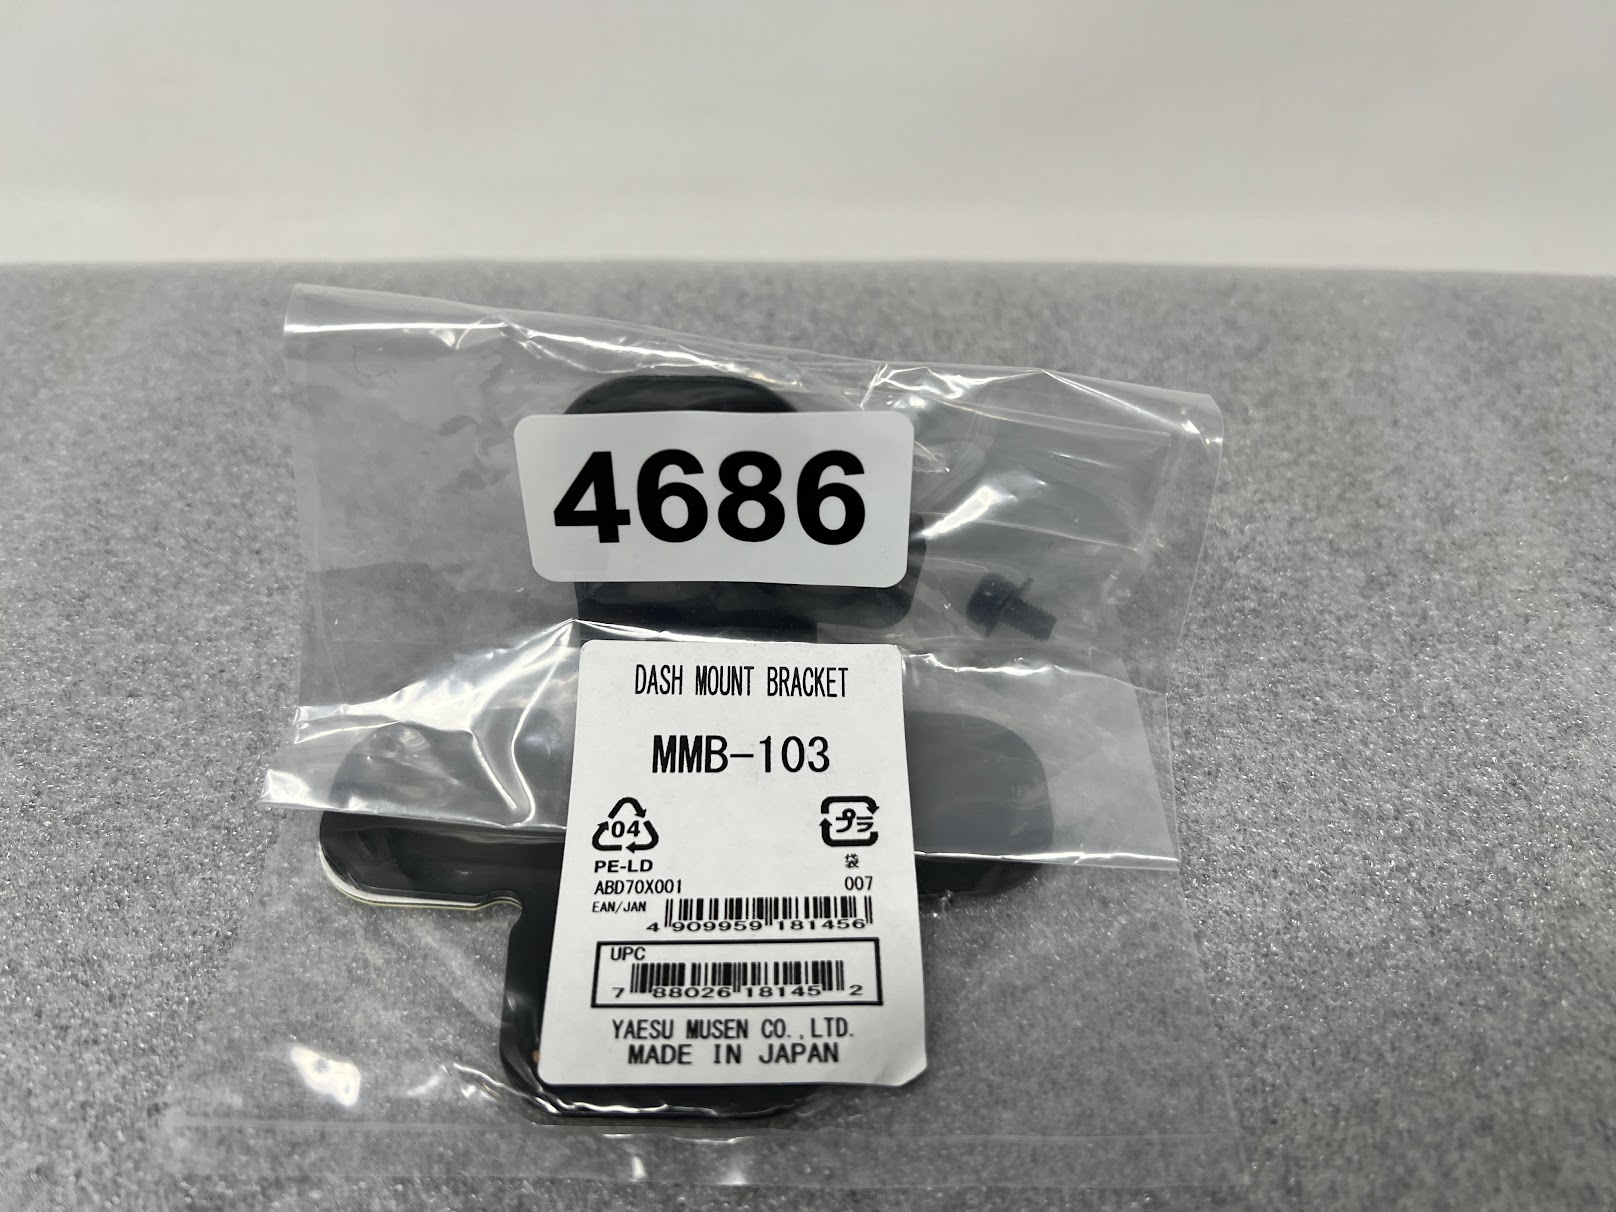 4686
DASH MOUNT BRACKET
MMB-103
04
プラ
PE-LD
袋
ABD70X001
007
EAN/JAN
4 909959 181456
UPC
7 88026 18145 2
YAESU MUSEN CO.,LTD.
MADE IN JAPAN